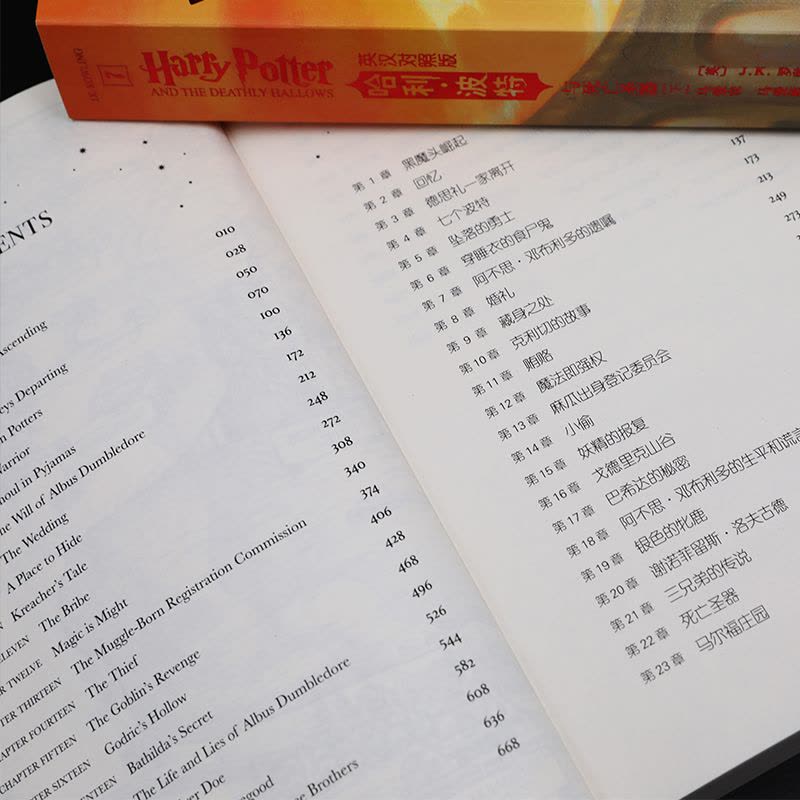 J.K. ROWLING
7
Harry Potter
AND THE DEATHLY HALLOWS
英汉对照版
哈利·波特
ENTS
Ascending 010
028
eys Departing 050
n Potters 070
arrior 100
oul in Pyjamas 136
he Will of Albus Dumbledore 172
The Wedding 212
A Place to Hide 248
Kreacher's Tale 272
ELEVEN The Bribe 308
R TWELVE Magic is Might 340
TER THIRTEEN The Muggle-Born Registration Commission 374
APTER FOURTEEN The Thief 406
CHAPTER FIFTEEN The Goblin's Revenge 428
ER SIXTEEN Godric's Hollow 468
ENTEEN Bathilda's Secret 496
The Life and Lies of Albus Dumbledore 526
er Doe 544
ogood 582
e Brothers 608
636
668
第 1 章 黑魔头崛起
第 2 章 回忆 137
第 3 章 德思礼一家离开 173
第 4 章 七个波特 213
第 5 章 坠落的勇士 249
第 6 章 穿睡衣的食尸鬼 273
第 7 章 阿不思·邓布利多的遗嘱
第 8 章 婚礼
第 9 章 藏身之处
第 10 章 克利切的故事
第 11 章 贿赂
第 12 章 魔法即强权
第 13 章 麻瓜出身登记委员会
第 14 章 小偷
第 15 章 妖精的报复
第 16 章 戈德里克山谷
第 17 章 巴希达的秘密
第 18 章 阿不思·邓布利多的生平和谎言
第 19 章 银色的牝鹿
第 20 章 谢诺菲留斯·洛夫古德
第 21 章 三兄弟的传说
第 22 章 死亡圣器
第 23 章 马尔福庄园